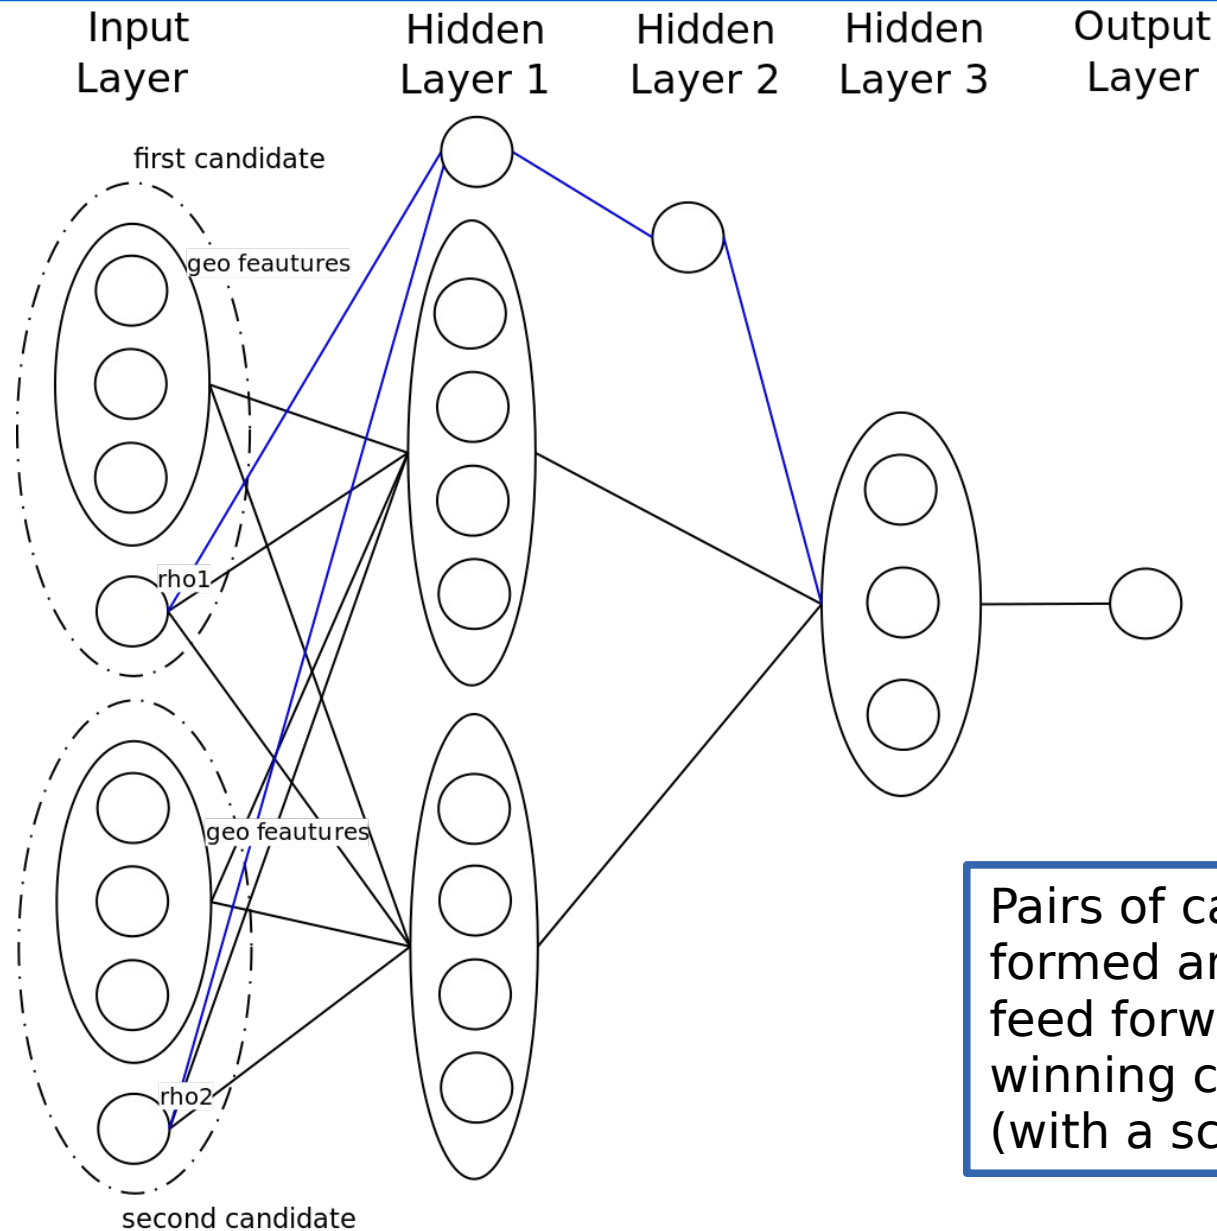 Input
Layer
Hidden
Layer 1
Hidden
Layer 2
Hidden
Layer 3
Output
Layer
first candidate
geo feautures
rho1
geo feautures
rho2
second candidate
Pairs of
formed
feed
winning
(with a